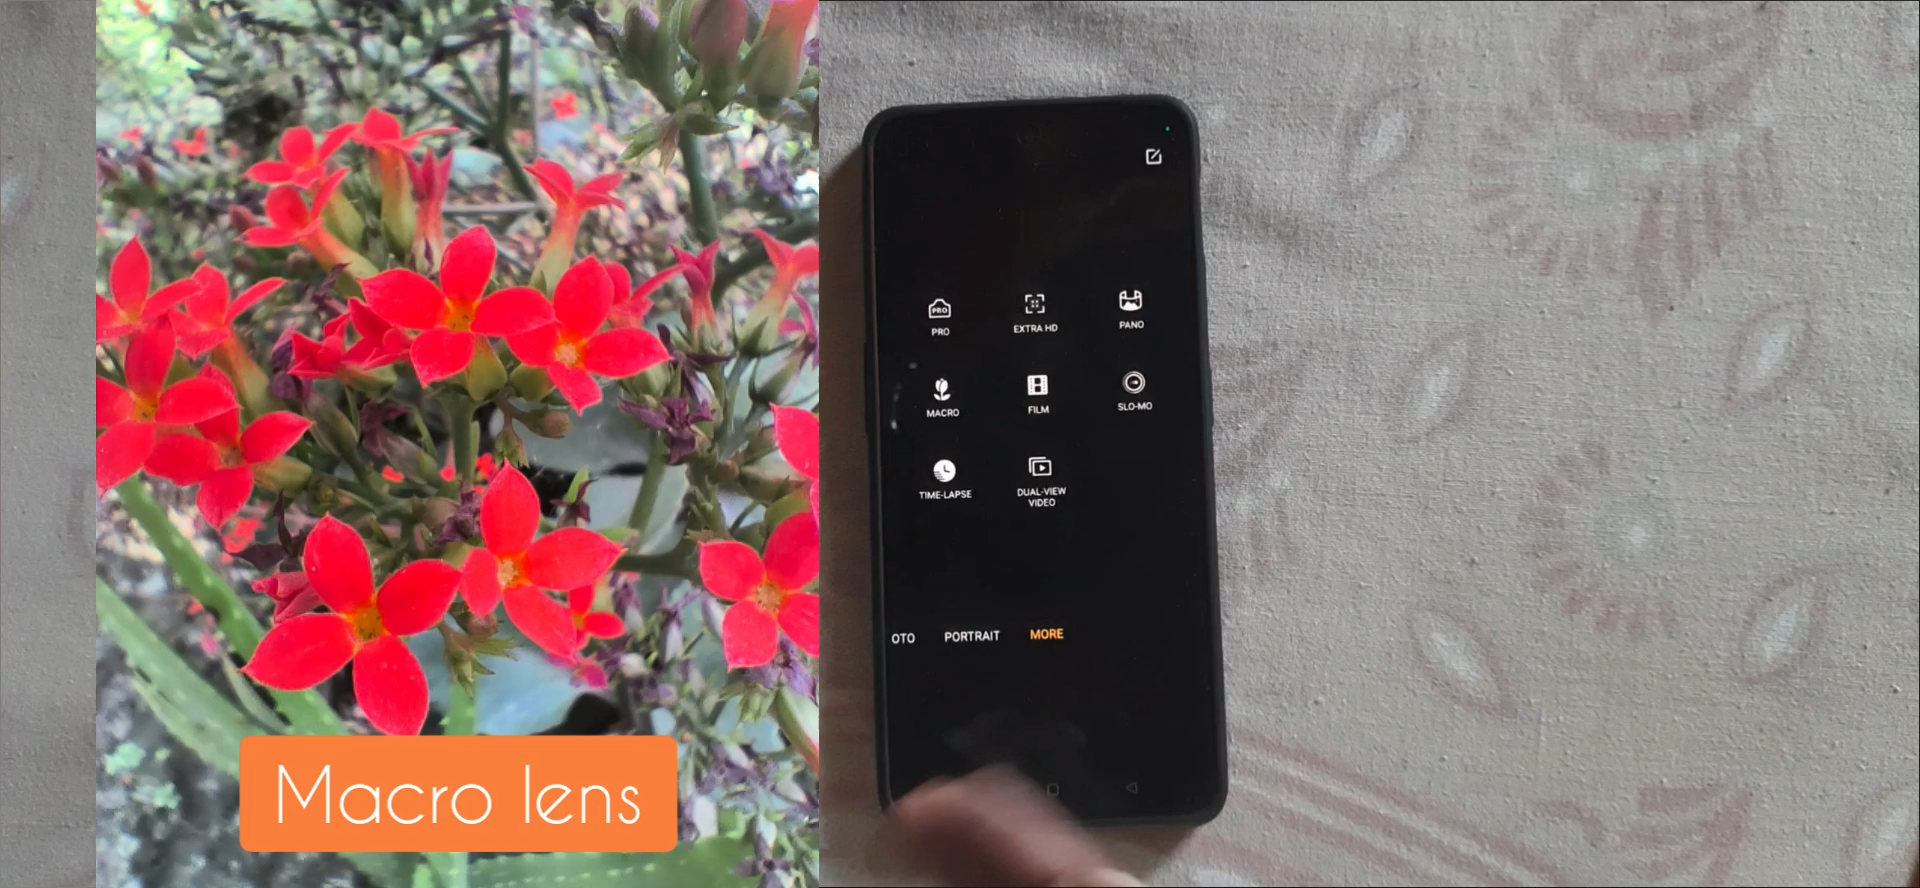 Macro lens
PRO
EXTRA HD
PANO
MACRO
FILM
SLO-MO
TIME-LAPSE
DUAL-VIEW
VIDEO
OTO
PORTRAIT
MORE